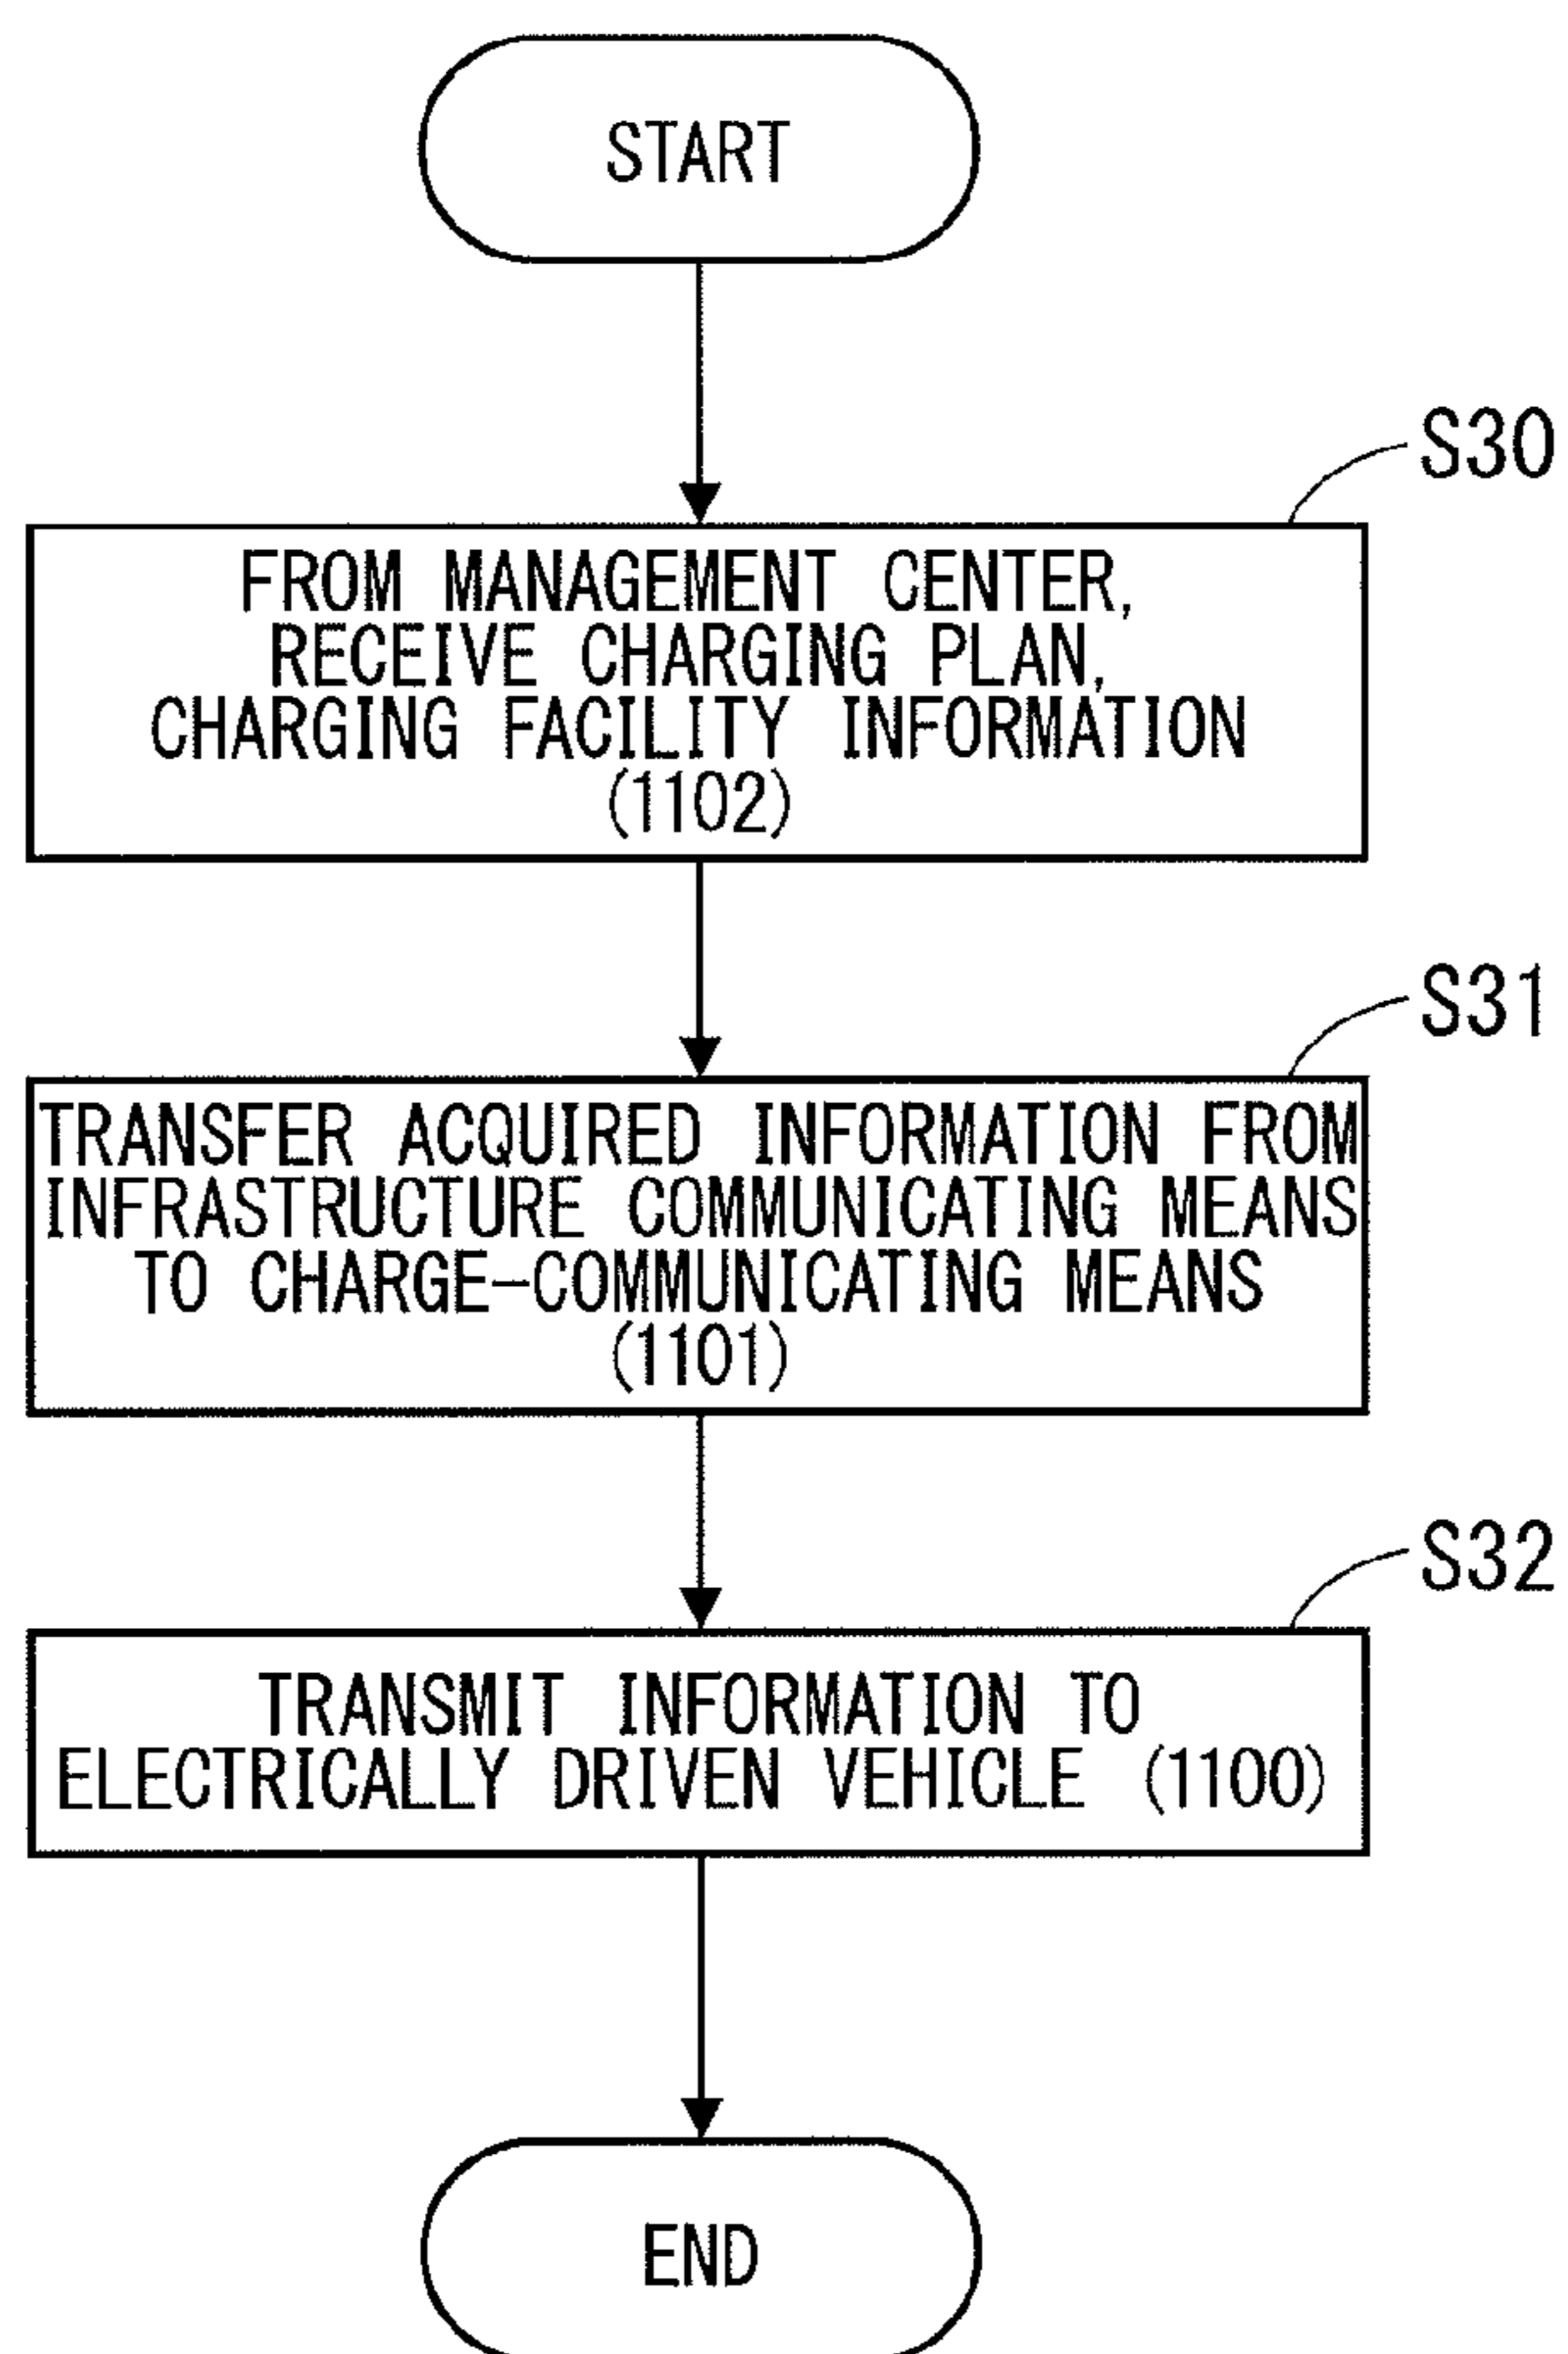 START
S30
FROM MANAGEMENT CENTER,
RECEIVE CHARGING PLAN,
CHARGING FACILITY INFORMATION
(1102)
S31
TRANSFER ACQUIRED INFORMATION FROM
INFRASTRUCTURE COMMUNICATING MEANS
TO CHARGE-COMMUNICATING MEANS
(1101)
S32
TRANSMIT INFORMATION TO
ELECTRICALLY DRIVEN VEHICLE (1100)
END